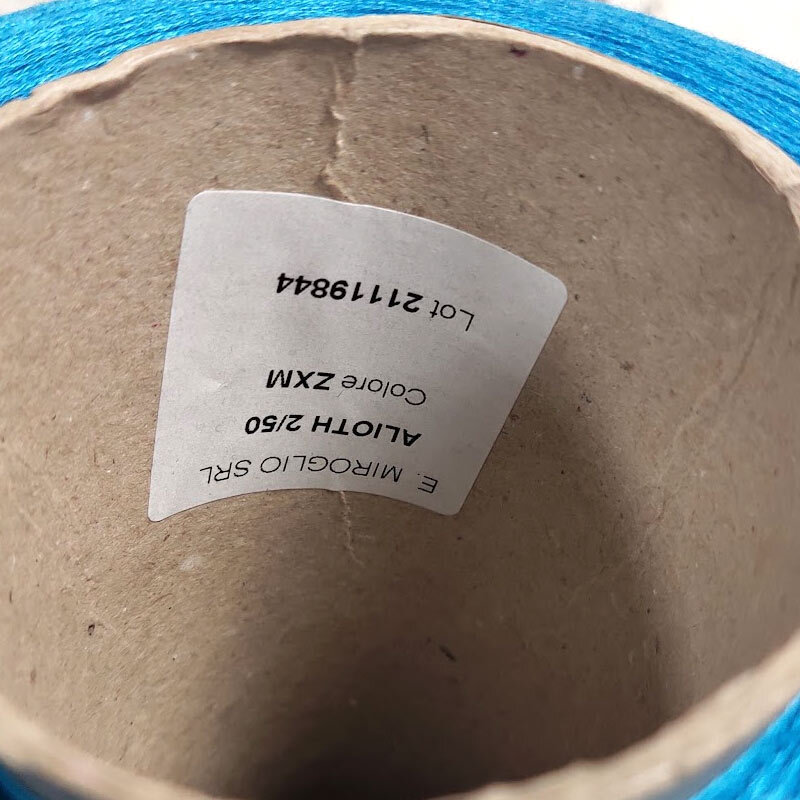 E. MIROGLIO SRL
ALIOTH 2/50
Colore ZXM
Lot 21119844